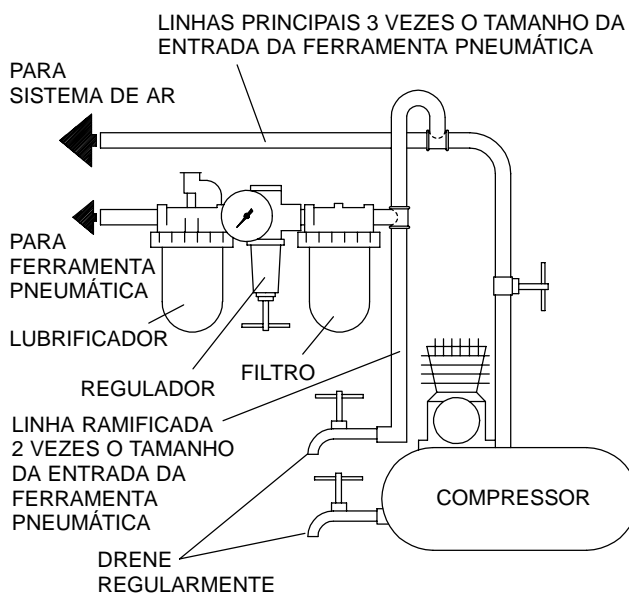 LINHAS PRINCIPAIS 3 VEZES O TAMANHO DA
ENTRADA DA FERRAMENTA PNEUMÁTICA
PARA
SISTEMA DE AR
PARA
FERRAMENTA
PNEUMÁTICA
LUBRIFICADOR
REGULADOR
FILTRO
LINHA RAMIFICADA
2 VEZES O TAMANHO
DA ENTRADA DA
FERRAMENTA
PNEUMÁTICA
COMPRESSOR
DRENE
REGULARMENTE